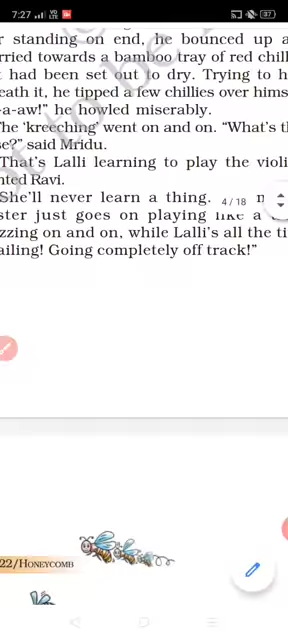 7:27
87
r standing on end, he bounced up a
rried towards a bamboo tray of red chill
t had been set out to dry. Trying to h
eath it, he tipped a few chillies over hims
-a-aw!” he howled miserably.
The ‘kreeching’ went on and on. “What’s th
se?” said Mridu.
That’s Lalli learning to play the violi
nted Ravi.
She’ll never learn a thing.
4/18
ster just goes on playing like a
zzing on and on, while Lalli’s all the ti
ailing! Going completely off track!”
22/HONEYCOMB